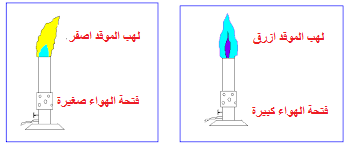 لهب الموقد ازرق
فتحة الهواء كبيرة
لهب الموقد اصفر.
فتحة الهواء صغيرة